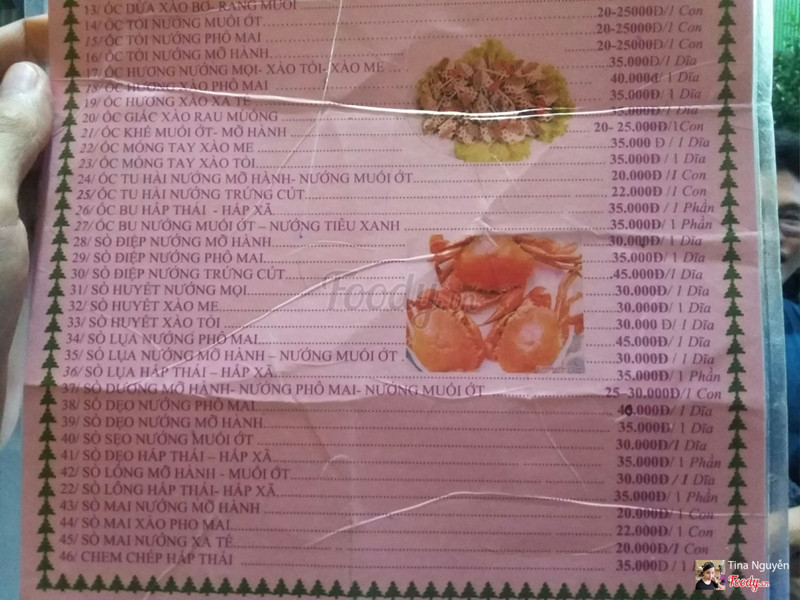 13/ ỐC DỪA XÀO BƠ- RANG MUỐI 20-25000Đ/1 Con
14/ ỐC TỎI NƯỚNG MUỐI ỚT 20-25000Đ/1 Con
15/ ỐC TỎI NƯỚNG PHÔ MAI 20-25000Đ/1 Con
16/ ỐC TỎI NƯỚNG MỠ HÀNH 35.000Đ/1 Dĩa
17/ ỐC HƯƠNG NƯỚNG MỌI- XÀO TỎI- XÀO ME 40.000đ/ 1 Dĩa
18/ ỐC HƯƠNG XÀO PHÔ MAI 35.000Đ/ 1 Dĩa
19/ ỐC HƯƠNG XÀO XA TẾ 35.000Đ/ 1 Dĩa
20/ ỐC GIÁC XÀO RAU MUỐNG 20- 25.000Đ/1Con
21/ ỐC KHẾ MUỐI ỚT- MỠ HÀNH 35.000 Đ / 1 Dĩa
22/ ỐC MÓNG TAY XÀO ME 35.000Đ / 1 Dĩa
23/ ỐC MÓNG TAY XÀO TỎI 20.000Đ/ 1 Con
24/ ỐC TU HÀI NƯỚNG MỠ HÀNH- NƯỚNG MUỐI ỚT 22.000Đ/ 1 Con
25/ ỐC TU HÀI NƯỚNG TRỨNG CÚT 35.000Đ/ 1 Phần
26/ ỐC BU HẤP THÁI - HẤP XÃ 35.000Đ/ 1 Phần
27/ ỐC BU NƯỚNG MUỐI ỚT – NƯỚNG TIÊU XANH 30.000Đ/ 1 Dĩa
28/ SÒ ĐIỆP NƯỚNG MỠ HÀNH 35.000Đ/ 1 Dĩa
29/ SÒ ĐIỆP NƯỚNG PHÔ MAI 45.000Đ/ 1 Dĩa
30/ SÒ ĐIỆP NƯỚNG TRỨNG CÚT 30.000Đ/ 1 Dĩa
31/ SÒ HUYẾT NƯỚNG MỌI 30.000Đ/ 1 Dĩa
32/ SÒ HUYẾT XÀO ME 30.000 Đ/ 1 Dĩa
33/ SÒ HUYẾT XÀO TỎI 45.000Đ/ 1 Dĩa
34/ SÒ LỤA NƯỚNG PHÔ MAI 30.000Đ/ 1 Dĩa
35/ SÒ LỤA NƯỚNG MỠ HÀNH – NƯỚNG MUỐI ỚT 35.000Đ/ 1 Phần
36/ SÒ LỤA HẤP THÁI – HẤP XÃ 25-30.000Đ/ 1 Con
37/ SÒ DƯƠNG MỠ HÀNH- NƯỚNG PHÔ MAI- NƯỚNG MUỐI ỚT
38/ SÒ DẸO NƯỚNG PHÔ MAI 35.000Đ/ 1 Dĩa
39/ SÒ DẸO NƯỚNG MỠ HÀNH 30.000Đ/1 Dĩa
40/ SÒ SẸO NƯỚNG MUỐI ỚT 35.000Đ/ 1 Phần
41/ SÒ DẸO HẤP THÁI – HẤP XÃ 30.000Đ / 1 Dĩa
42/ SÒ LÔNG MỠ HÀNH - MUỐI ỚT 35.000Đ/ 1 Phần
22/ SÒ LÔNG HẤP THÁI- HẤP XÃ 20.000Đ/ 1 Con
43/ SÒ MAI NƯỚNG MỠ HÀNH 22.000Đ/ 1 Con
44/ SÒ MAI XÀO PHO MAI 20.000Đ/1 Con
45/ SÒ MAI NƯỚNG XA TẾ 35.000Đ / 1
46/ CHEM CHÉP HẤP THÁI
Foody.vn
Tina Nguyễn
Foody.vn